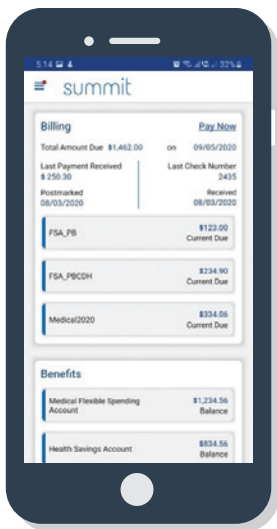 5:14 32%
summit
Billing Pay Now
Total Amount Due $1,462.00 on 09/05/2020
Last Payment Received Last Check Number
$ 250.30 2435
Postmarked Received
08/03/2020 08/03/2020
FSA_PB $123.00
Current Due
FSA_PBCDH $234.90
Current Due
Medical2020 $334.06
Current Due
Benefits
Medical Flexible Spending $1,234.56
Account Balance
Health Savings Account $834.56
Balance